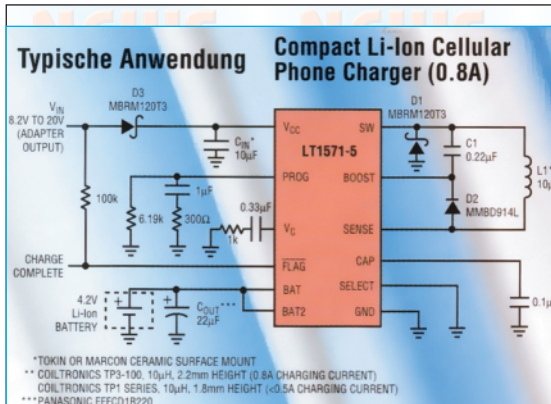 Typische Anwendung
Compact Li-Ion Cellular
Phone Charger (0.8A)
VIN
8.2V TO 20V
(ADAPTER
OUTPUT)
D3
MBRM120T3
CIN*
10µF
VCC
SW
D1
MBRM120T3
C1
0.22µF
L1**
10µ
LT1571-5
PROG
BOOST
1µF
100k
6.19k
300Ω
0.33µF
1k
VC
SENSE
D2
MMBD914L
CHARGE
COMPLETE
FLAG
CAP
4.2V
Li-Ion
BATTERY
+
+
COUT***
22µF
BAT
SELECT
BAT2
GND
0.1µ
*TOKIN OR MARCON CERAMIC SURFACE MOUNT
** COILTRONICS TP3-100, 10µH, 2.2mm HEIGHT (0.8A CHARGING CURRENT)
COILTRONICS TP1 SERIES, 10µH, 1.8mm HEIGHT (<0.5A CHARGING CURRENT)
***PANASONIC EEFCD1B220